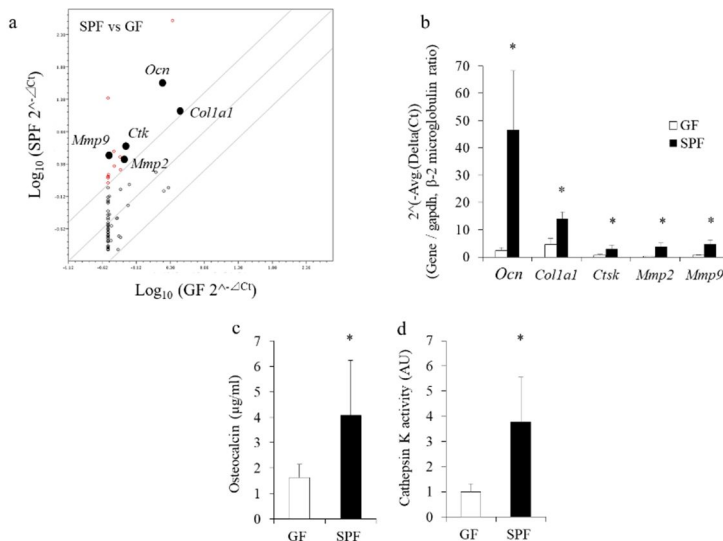 a
SPF vs GF
Log10 (SPF 2^-⊿Ct)
Ocn
Col1a1
Ctk
Mmp9
Mmp2
Log10 (GF 2^-⊿Ct)
b
2^(-Avg.(Delta(Ct))
(Gene / gapdh, β-2 microglobulin ratio)
80
70
60
50
40
30
20
10
0
*
*
*
*
*
GF
SPF
Ocn Col1a1 Ctsk Mmp2 Mmp9
c
Osteocalcin (μg/ml)
7
6
5
4
3
2
1
0
*
GF SPF
d
Cathepsin K activity (AU)
7
6
5
4
3
2
1
0
*
GF SPF